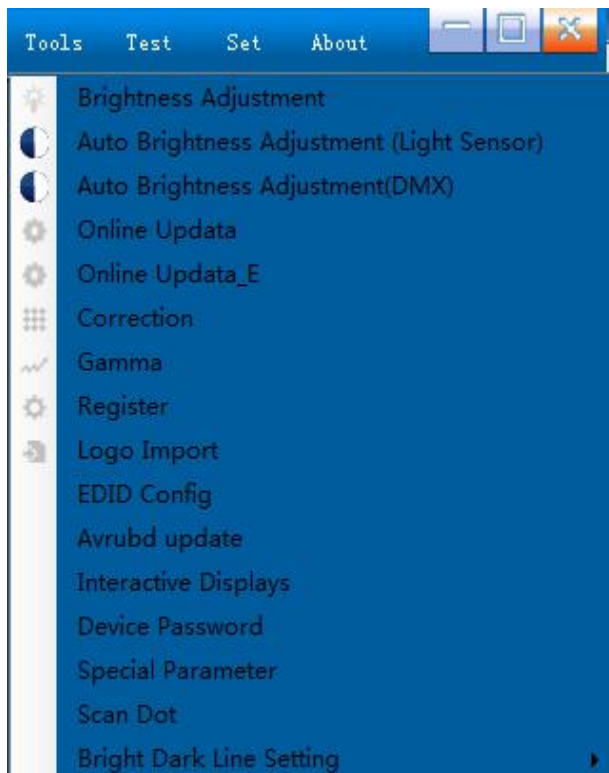 Tools Test Set About
Brightness Adjustment
Auto Brightness Adjustment (Light Sensor)
Auto Brightness Adjustment(DMX)
Online Updata
Online Updata_E
Correction
Gamma
Register
Logo Import
EDID Config
Avrubd update
Interactive Displays
Device Password
Special Parameter
Scan Dot
Bright Dark Line Setting